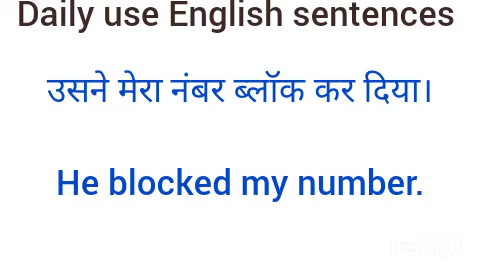 Daily use English sentences
उसने मेरा नंबर ब्लॉक कर दिया।
He blocked my number.